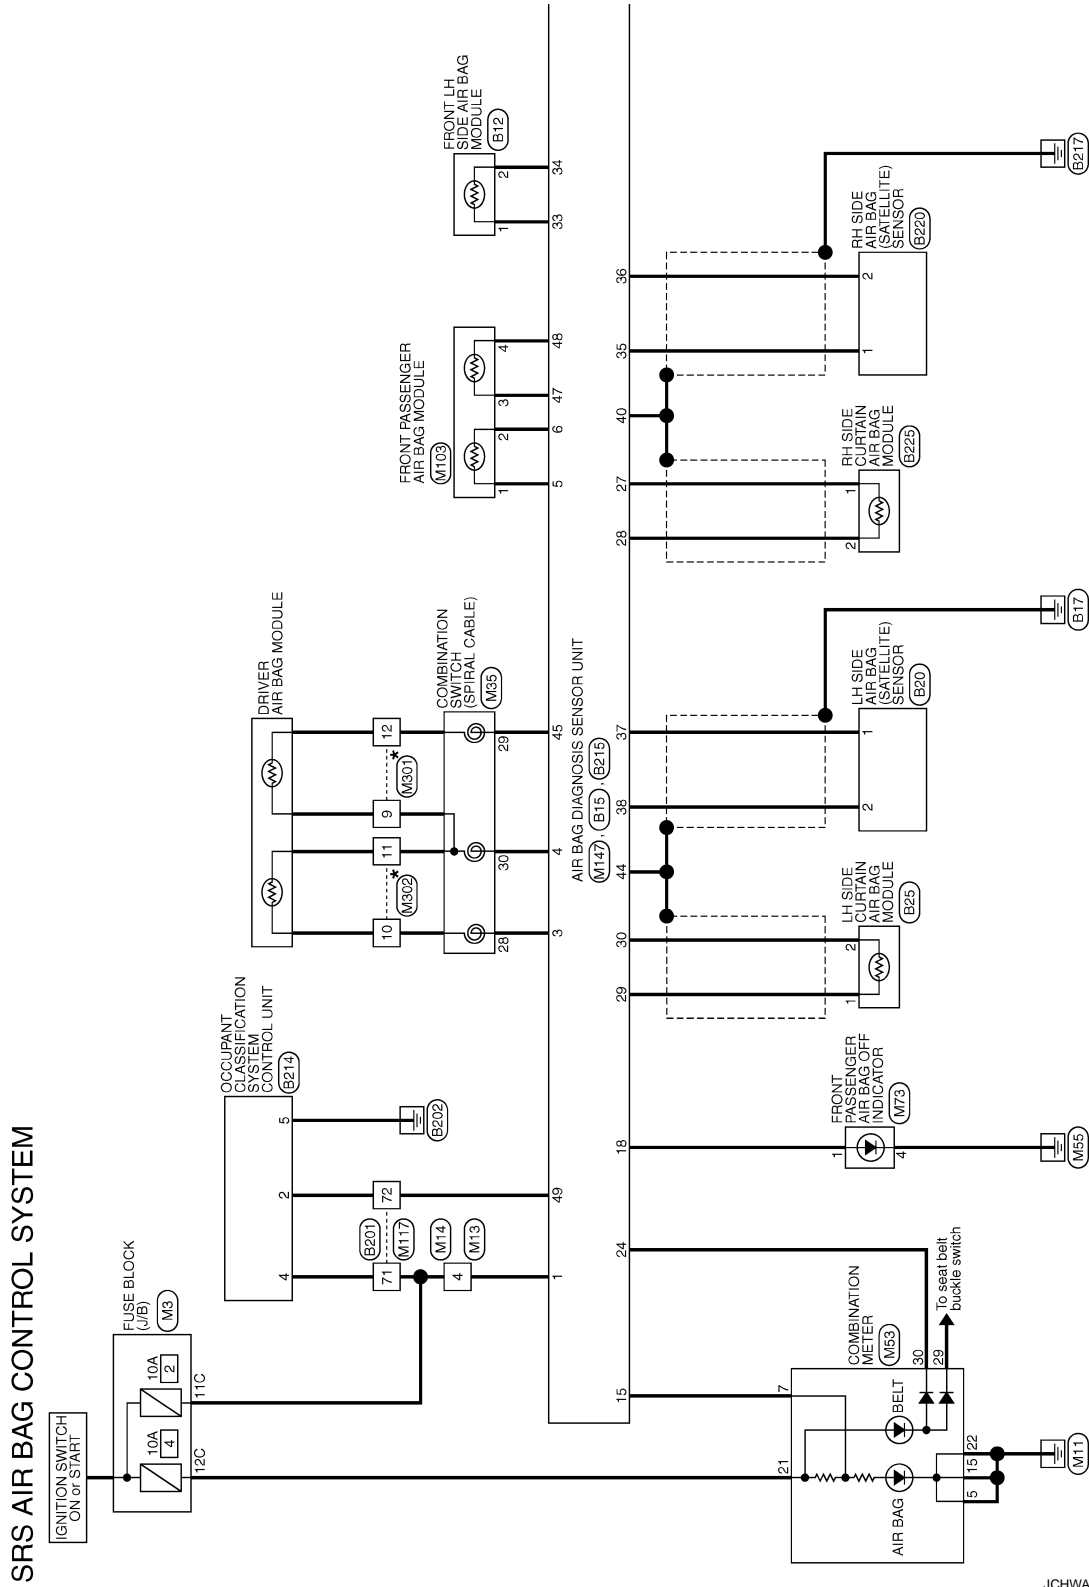 SRS AIR BAG CONTROL SYSTEM
IGNITION SWITCH
ON or START
FUSE BLOCK
(J/B)
M3
10A
4
10A
2
12C
11C
OCCUPANT
CLASSIFICATION
SYSTEM
CONTROL UNIT
B214
4
2
5
B202
71
72
B201
M117
4
M14
M13
1
49
DRIVER
AIR BAG MODULE
10
11
9
12
* M302
* M301
COMBINATION
SWITCH
(SPIRAL CABLE)
M35
28
30
29
3
4
45
FRONT PASSENGER
AIR BAG MODULE
M103
1
2
3
4
5
6
47
48
FRONT LH
SIDE AIR BAG
MODULE
B12
1
2
33
34
AIR BAG DIAGNOSIS SENSOR UNIT
M147 , B15 , B215
15
24
18
29
30
44
38
37
28
27
40
35
36
COMBINATION
METER
M53
21
7
30
29
To seat belt
buckle switch
BELT
AIR BAG
5
15
22
M11
FRONT
PASSENGER
AIR BAG OFF
INDICATOR
M73
1
4
M55
LH SIDE
CURTAIN
AIR BAG
MODULE
B25
1
2
LH SIDE
AIR BAG
(SATELLITE)
SENSOR
B20
2
1
B17
RH SIDE
CURTAIN
AIR BAG
MODULE
B225
2
1
RH SIDE
AIR BAG
(SATELLITE)
SENSOR
B220
1
2
B217
JCHWA